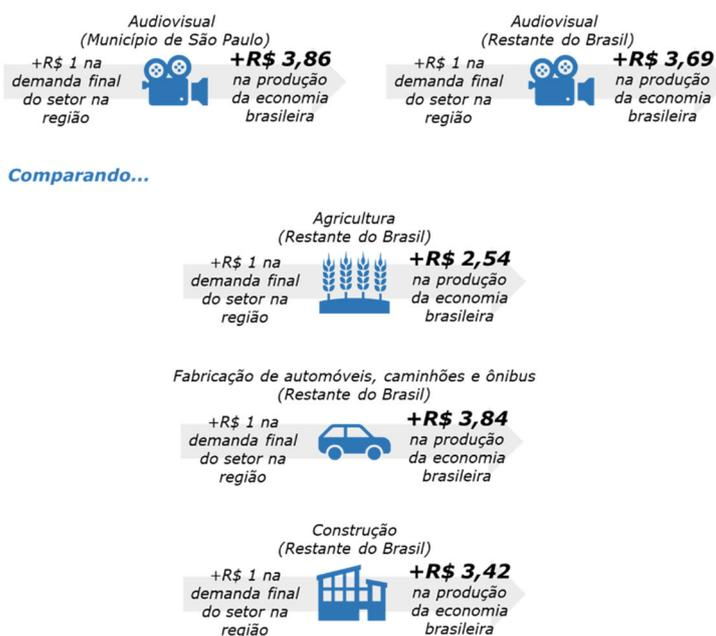 Audiovisual
(Município de São Paulo)
+R$ 1 na
demanda final
do setor na
região
+R$ 3,86
na produção
da economia
brasileira
Audiovisual
(Restante do Brasil)
+R$ 1 na
demanda final
do setor na
região
+R$ 3,69
na produção
da economia
brasileira
Comparando...
Agricultura
(Restante do Brasil)
+R$ 1 na
demanda final
do setor na
região
+R$ 2,54
na produção
da economia
brasileira
Fabricação de automóveis, caminhões e ônibus
(Restante do Brasil)
+R$ 1 na
demanda final
do setor na
região
+R$ 3,84
na produção
da economia
brasileira
Construção
(Restante do Brasil)
+R$ 1 na
demanda final
do setor na
região
+R$ 3,42
na produção
da economia
brasileira